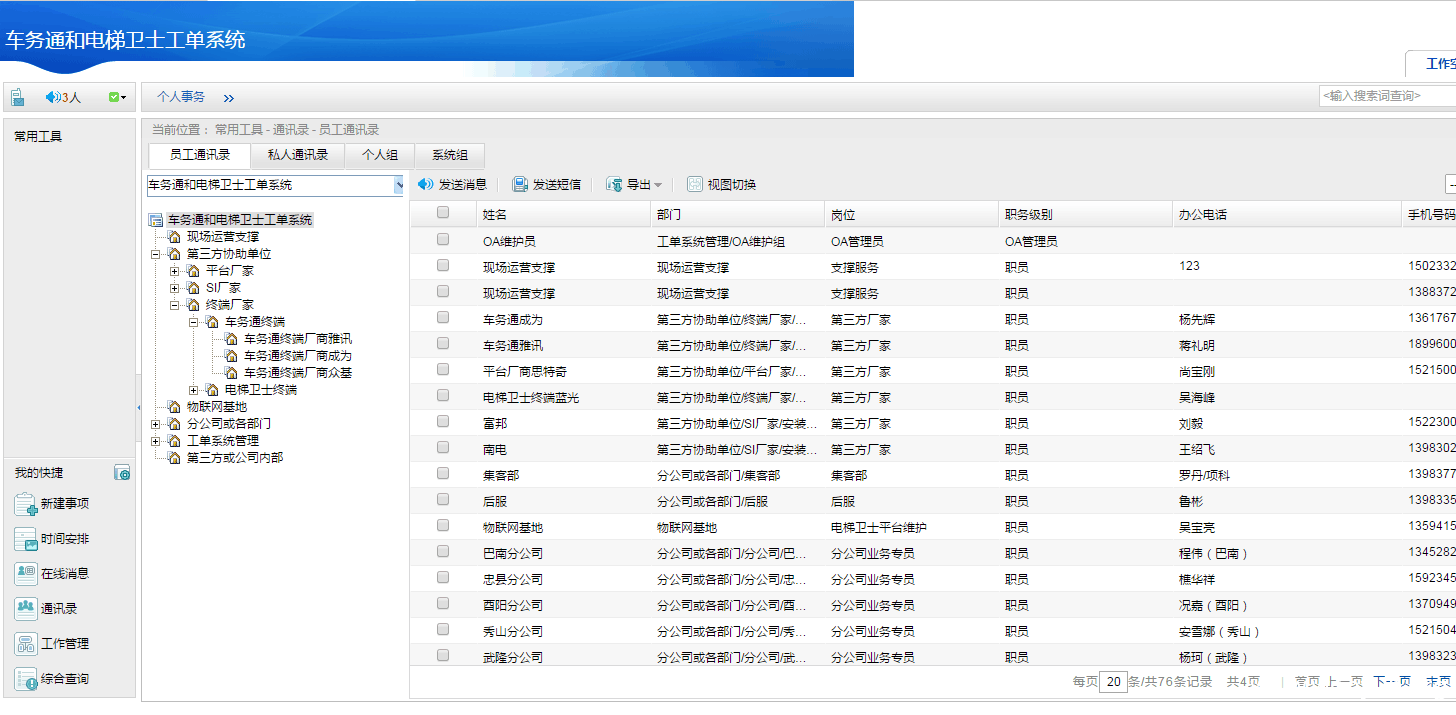 车务通和电梯卫士工单系统
工作空
3人
个人事务 »
<输入搜索词查询>
常用工具
当前位置： 常用工具 - 通讯录 - 员工通讯录
员工通讯录 私人通讯录 个人组 系统组
车务通和电梯卫士工单系统
发送消息 发送短信 导出 视图切换
车务通和电梯卫士工单系统
现场运营支撑
第三方协助单位
平台厂家
SI厂家
终端厂家
车务通终端
车务通终端厂商雅讯
车务通终端厂商成为
车务通终端厂商众基
电梯卫士终端
物联网基地
分公司或各部门
工单系统管理
第三方或公司内部
姓名 部门 岗位 职务级别 办公电话 手机号码
OA维护员 工单系统管理/OA维护组 OA管理员 OA管理员
现场运营支撑 现场运营支撑 支撑服务 职员 123 1502332
现场运营支撑 现场运营支撑 支撑服务 职员 1388372
车务通成为 第三方协助单位/终端厂家/... 第三方厂家 职员 杨先辉 1361767
车务通雅讯 第三方协助单位/终端厂家/... 第三方厂家 职员 蒋礼明 1899600
平台厂商思特奇 第三方协助单位/平台厂家/... 第三方厂家 职员 尚宝刚 1521500
电梯卫士终端蓝光 第三方协助单位/终端厂家/... 第三方厂家 职员 吴海峰
富邦 第三方协助单位/SI厂家/安装... 第三方厂家 职员 刘毅 1522300
南电 第三方协助单位/SI厂家/安装... 第三方厂家 职员 王绍飞 1398302
集客部 分公司或各部门/集客部 集客部 职员 罗丹/项科 1398377
后服 分公司或各部门/后服 后服 职员 鲁彬 1398335
物联网基地 物联网基地 电梯卫士平台维护 职员 吴宝亮 1359415
巴南分公司 分公司或各部门/分公司/巴... 分公司业务专员 职员 程伟（巴南） 1345282
忠县分公司 分公司或各部门/分公司/忠... 分公司业务专员 职员 樵华祥 1592345
酉阳分公司 分公司或各部门/分公司/酉... 分公司业务专员 职员 况嘉（酉阳） 1370949
秀山分公司 分公司或各部门/分公司/秀... 分公司业务专员 职员 安雪娜（秀山） 1521504
武隆分公司 分公司或各部门/分公司/武... 分公司业务专员 职员 杨珂（武隆） 1398323
每页 20 条/共76条记录 共4页 | 首页 上一页 下一页 末页
我的快捷
新建事项
时间安排
在线消息
通讯录
工作管理
综合查询